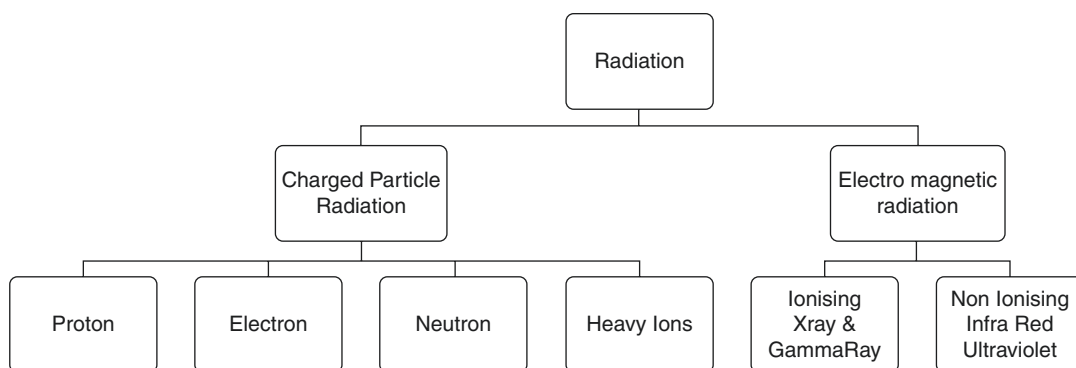 Radiation
Charged Particle
Radiation
Electro magnetic
radiation
Proton
Electron
Neutron
Heavy Ions
Ionising
Xray &
GammaRay
Non Ionising
Infra Red
Ultraviolet